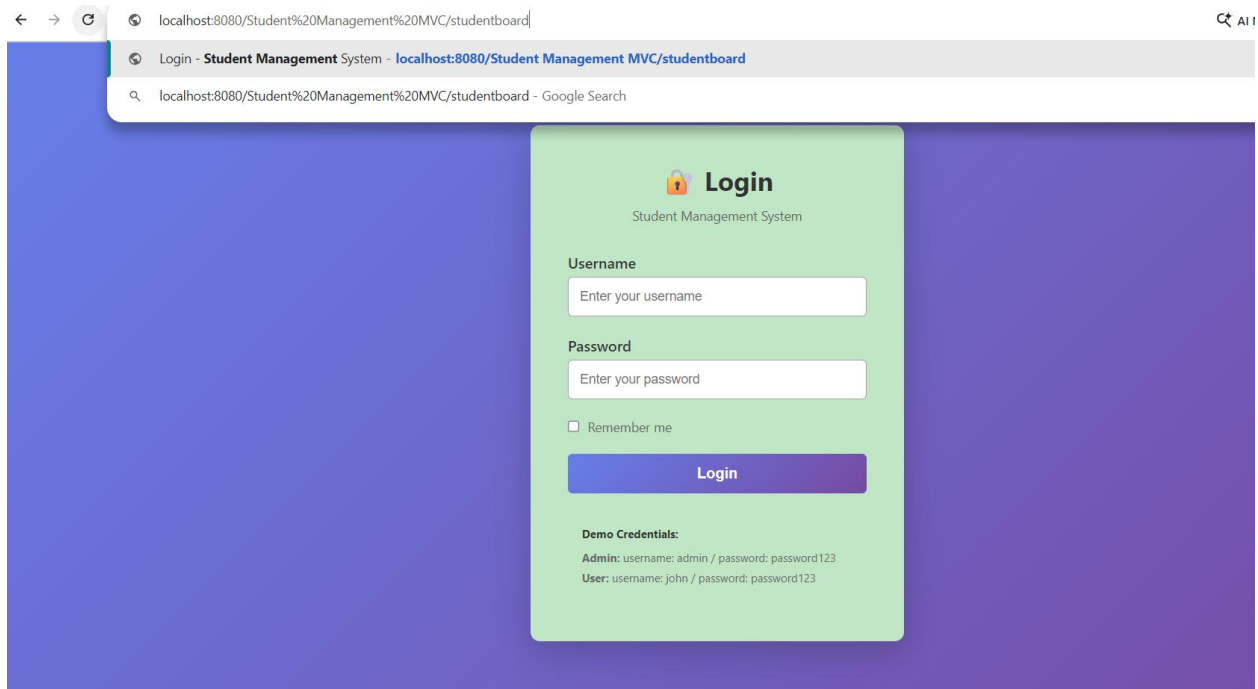 localhost:8080/Student%20Management%20MVC/studentboard
AI
Login - Student Management System - localhost:8080/Student Management MVC/studentboard
localhost:8080/Student%20Management%20MVC/studentboard - Google Search
Login
Student Management System
Username
Enter your username
Password
Enter your password
Remember me
Login
Demo Credentials:
Admin: username: admin / password: password123
User: username: john / password: password123